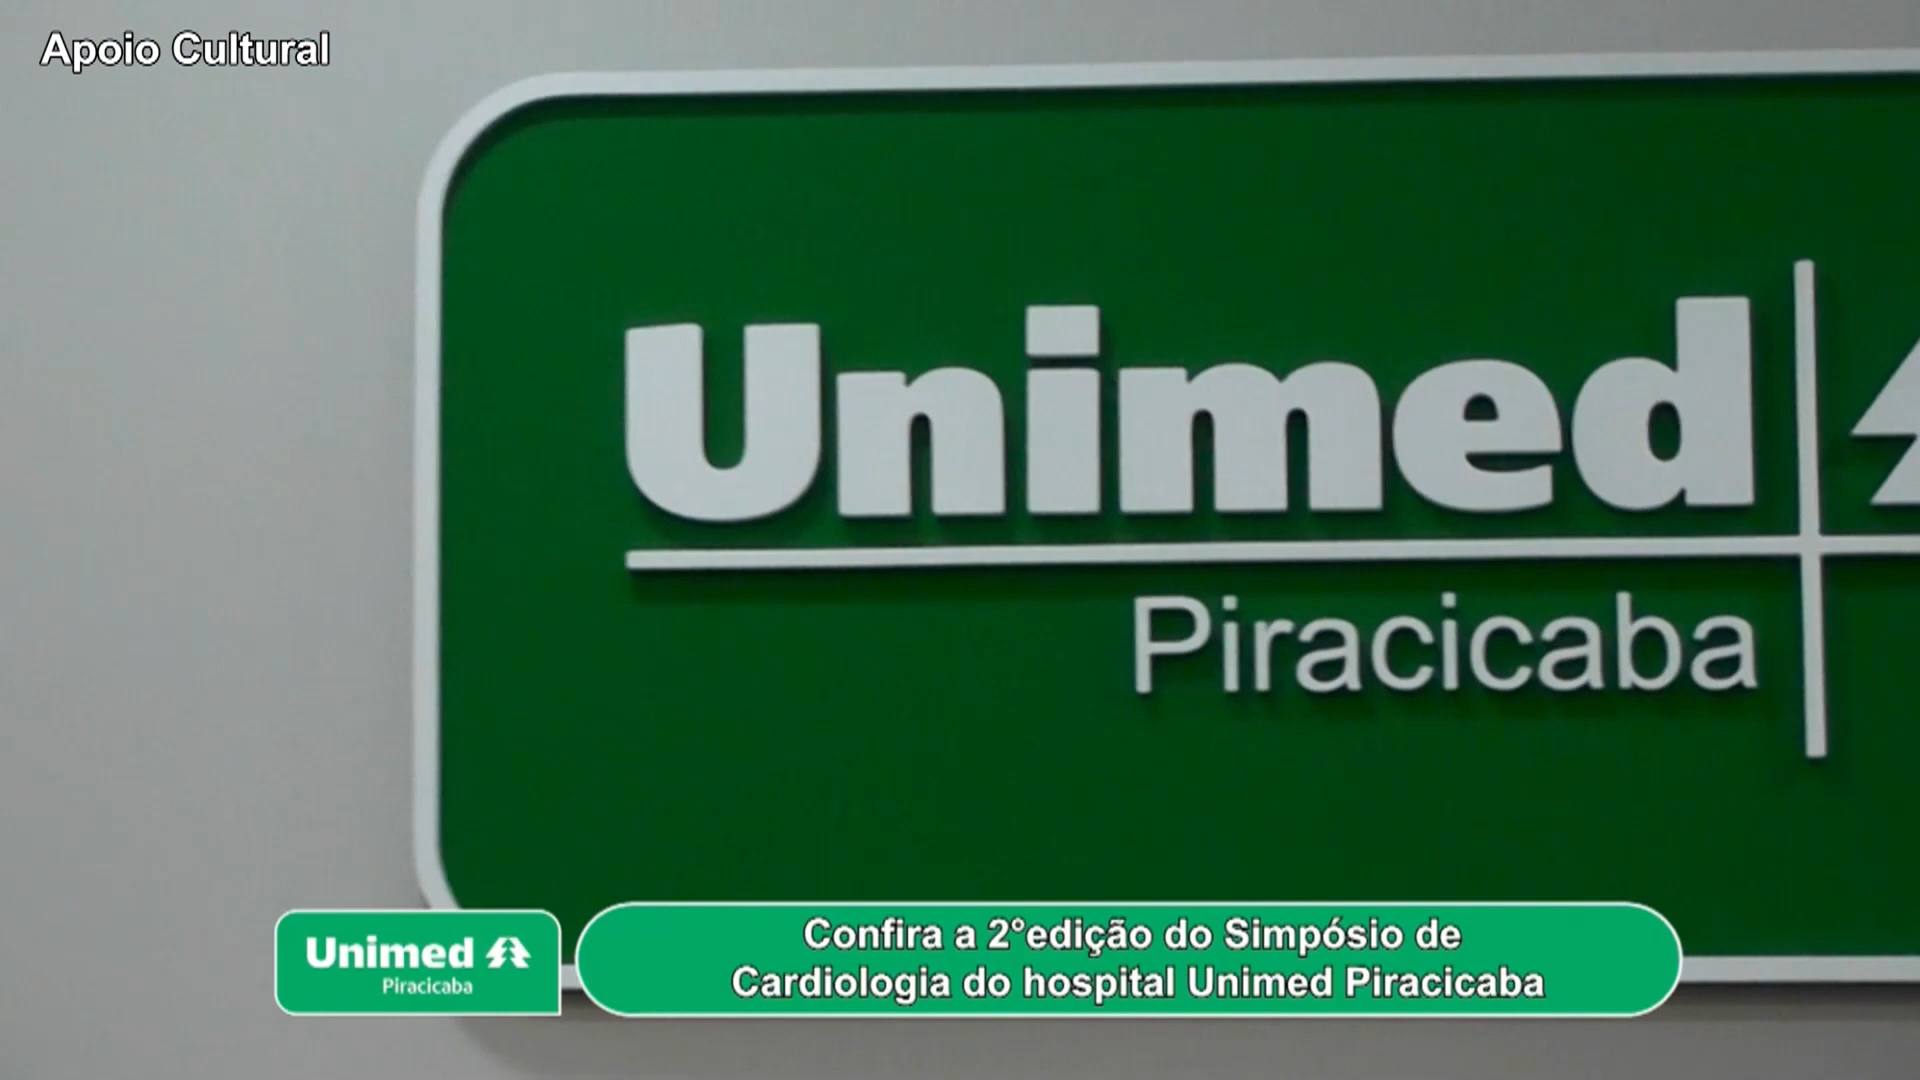 Apoio Cultural
Unimed
Piracicaba
Unimed
Piracicaba
Confira a 2°edição do Simpósio de
Cardiologia do hospital Unimed Piracicaba